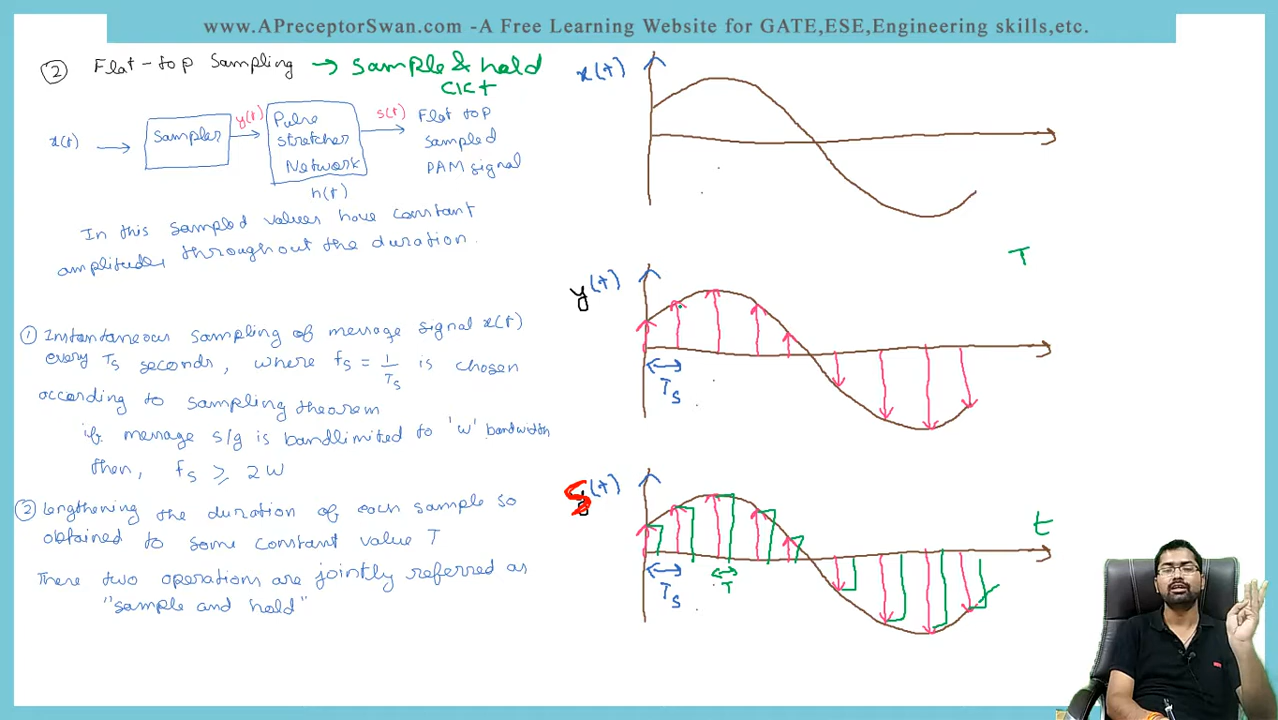 www.APreceptorSwan.com -A Free Learning Website for GATE,ESE,Engineering skills,etc.
② Flat-top Sampling → Sample & hold
CKt
x(t)
Sampler
y(t)
Pulse
stretcher
Network
h(t)
s(t)
Flat top
Sampled
PAM signal
In this sampled values have constant
amplitude, throughout the duration.
① Instantaneous sampling of message signal x(t)
every Ts seconds, where fs = 1/Ts is chosen
according to sampling theorem
if message s/g is bandlimited to 'w' bandwidth
then, fs ≥ 2W
② lengthening the duration of each sample so
obtained to some constant value T
These two operation are jointly referred as
"sample and hold"
x(t)
T
y(t)
Ts
S(t)
t
Ts
T